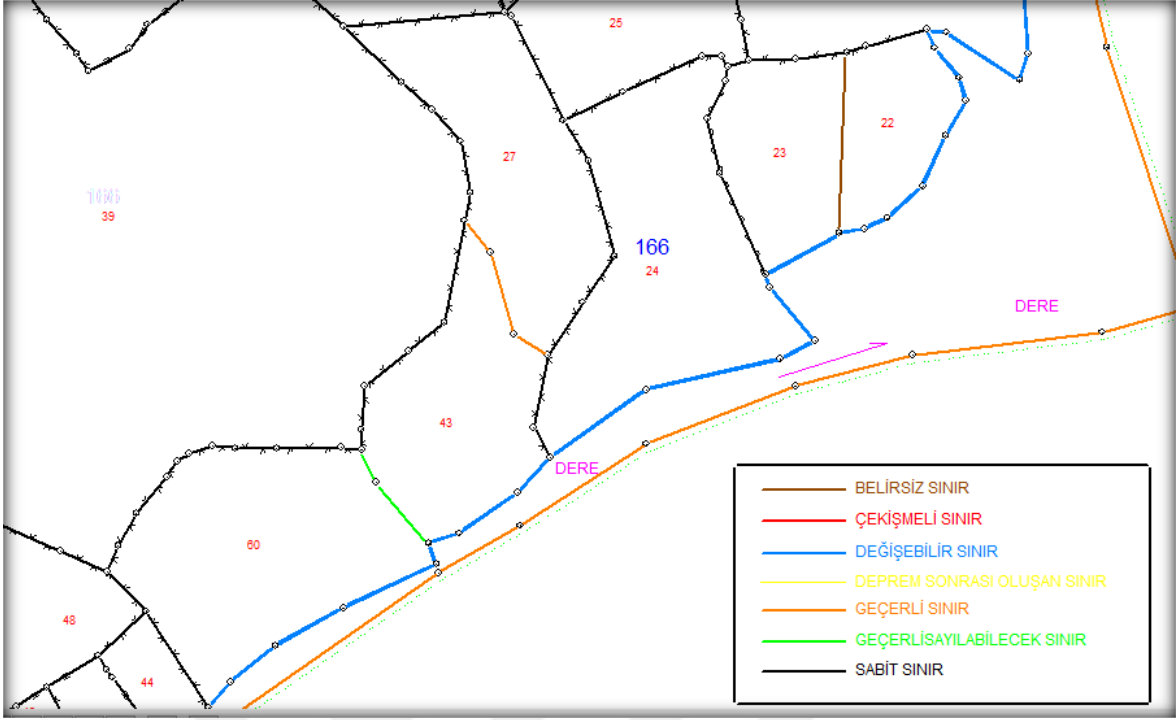 25
27
23
22
166
39
166
24
DERE
43
DERE
60
48
44
BELİRSİZ SINIR
ÇEKİŞMELİ SINIR
DEĞİŞEBİLİR SINIR
DEPREM SONRASI OLUŞAN SINIR
GEÇERLİ SINIR
GEÇERLİSAYILABİLECEK SINIR
SABİT SINIR